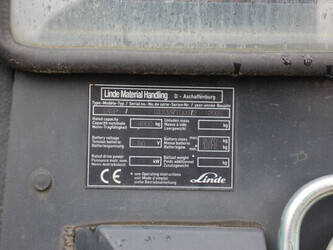 Linde Material Handling D - Aschaffenburg
Type-Modèle-Typ / Serial no.-No.de série-Serien-Nr. / year-année-Baujahr
Rated capacity
Capacité nominale
Nenn-Tragfähigkeit kg
Unladen mass
Masse à vide
Leergewicht kg
Battery voltage
Tension batterie
Batteriespannung V
Battery mass
Masse batterie
Batteriegew. kg
Rated drive power
Puissance mot.nom.
Nenn-Antriebsleistung kW
Ballast weight
Poids additionnel
Zusatzgewicht kg
CE
see Operating instructions
voir Mode d'emploi
siehe Betriebsanleitung
Linde